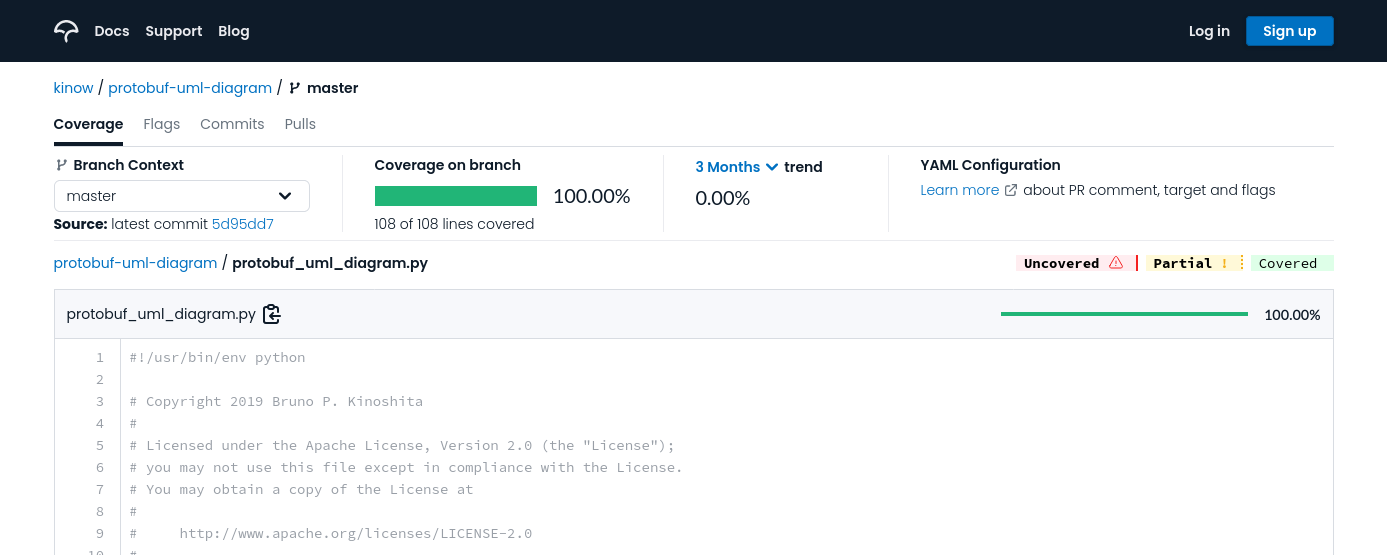 Docs Support Blog Log in Sign up
kinow / protobuf-uml-diagram / master
Coverage Flags Commits Pulls
Branch Context
master
Source: latest commit 5d95dd7
Coverage on branch
100.00%
108 of 108 lines covered
3 Months trend
0.00%
YAML Configuration
Learn more about PR comment, target and flags
protobuf-uml-diagram / protobuf_uml_diagram.py Uncovered Partial ! Covered
protobuf_uml_diagram.py 100.00%
1 #!/usr/bin/env python
2
3 # Copyright 2019 Bruno P. Kinoshita
4 #
5 # Licensed under the Apache License, Version 2.0 (the "License");
6 # you may not use this file except in compliance with the License.
7 # You may obtain a copy of the License at
8 #
9 #     http://www.apache.org/licenses/LICENSE-2.0
10 #